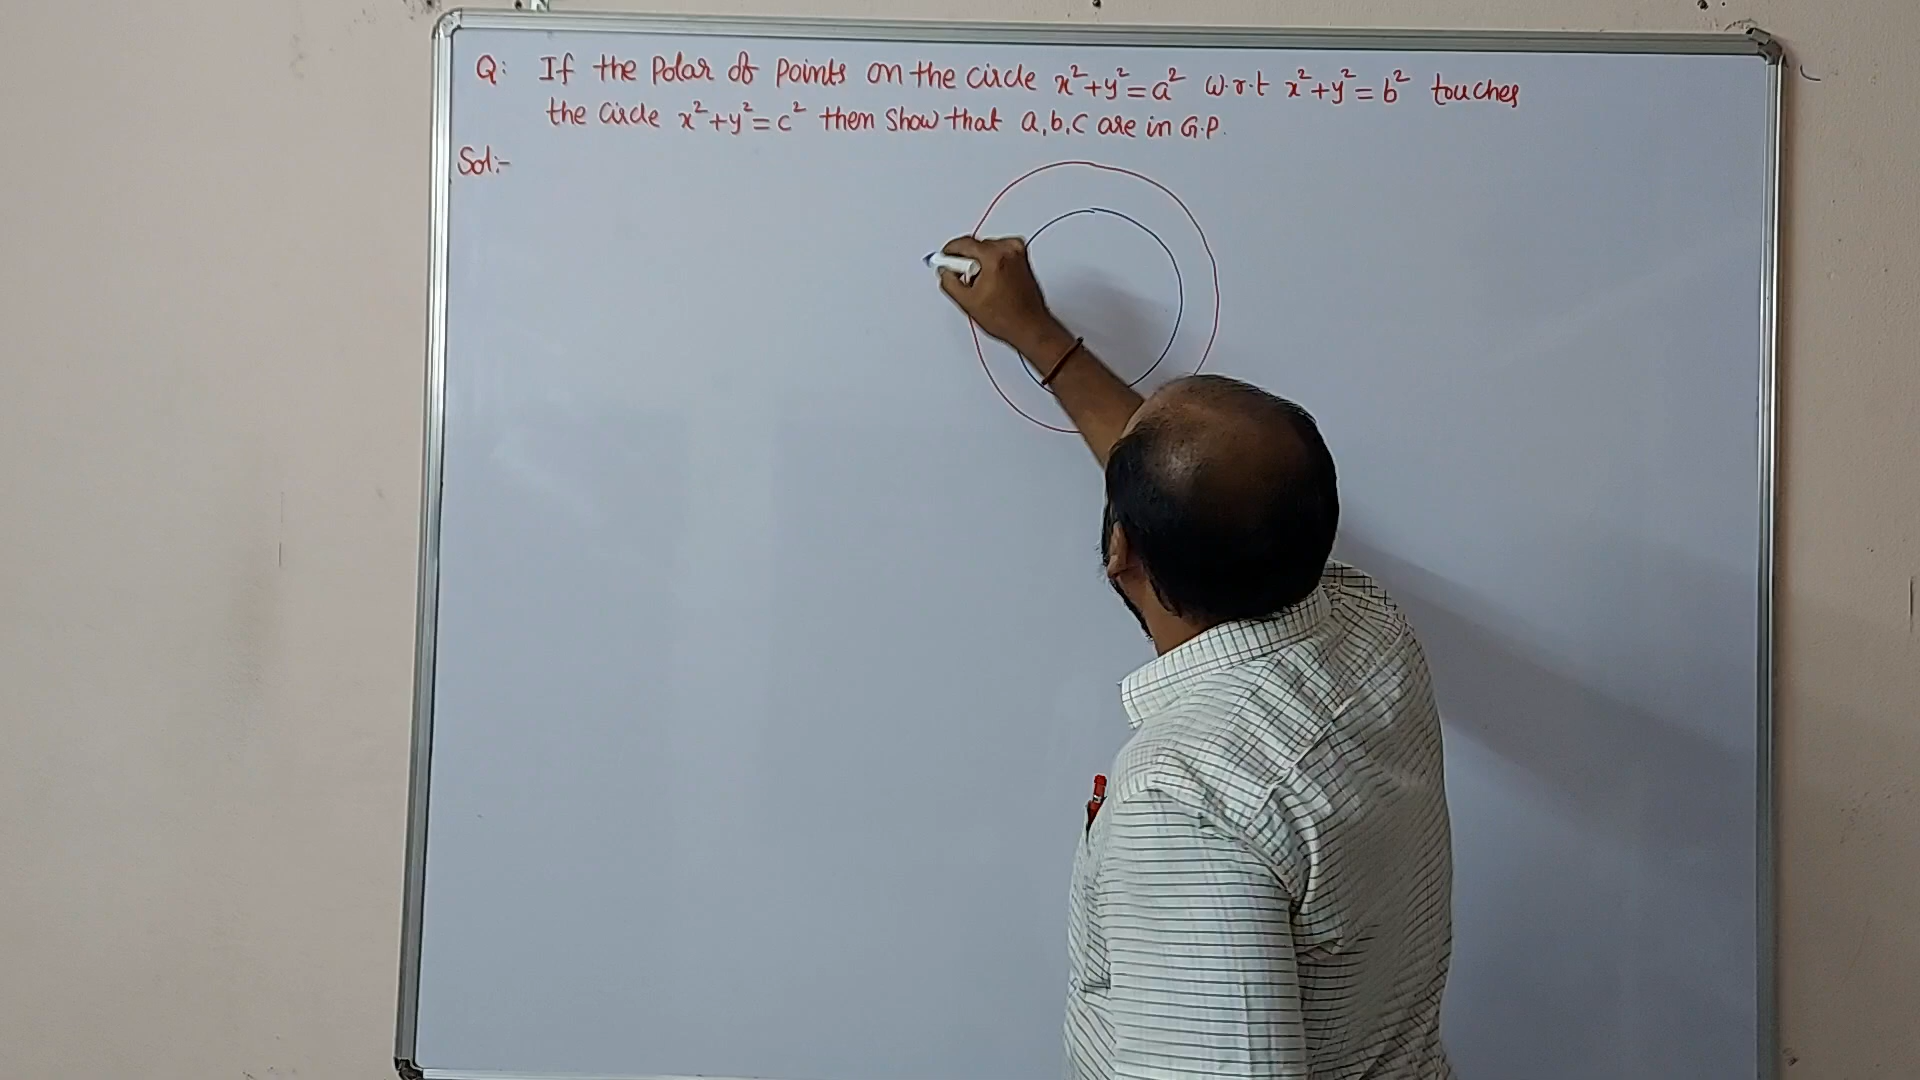 Q: If the Polar of Points on the circle x²+y²=a² w.r.t x²+y²=b² touches
the circle x²+y²=c² then Show that a,b,c are in G.P.
Sol:-